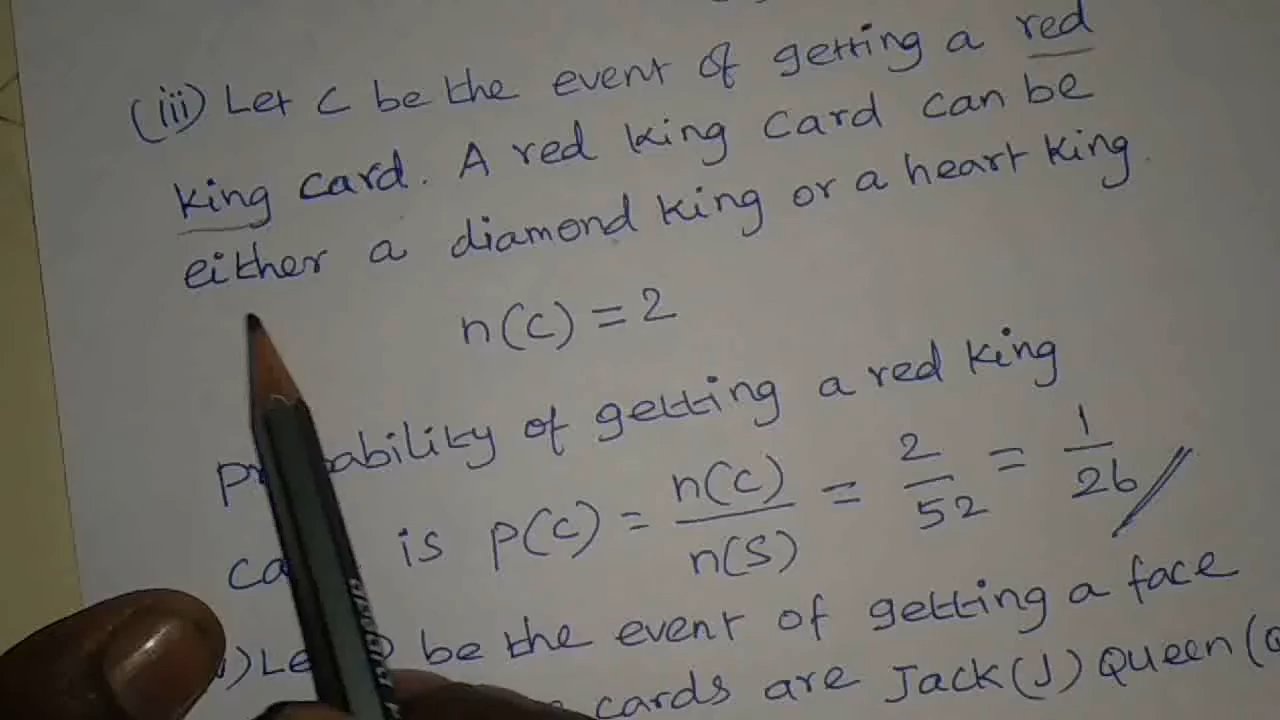 (iii) Let C be the event of getting a red
king card. A red king card can be
either a diamond king or a heart king.
n(C) = 2
of getting a red king
is P(C) = n(C)/n(S) = 2/52 = 1/26 //
be the event of getting a face
cards are Jack(J) Queen(